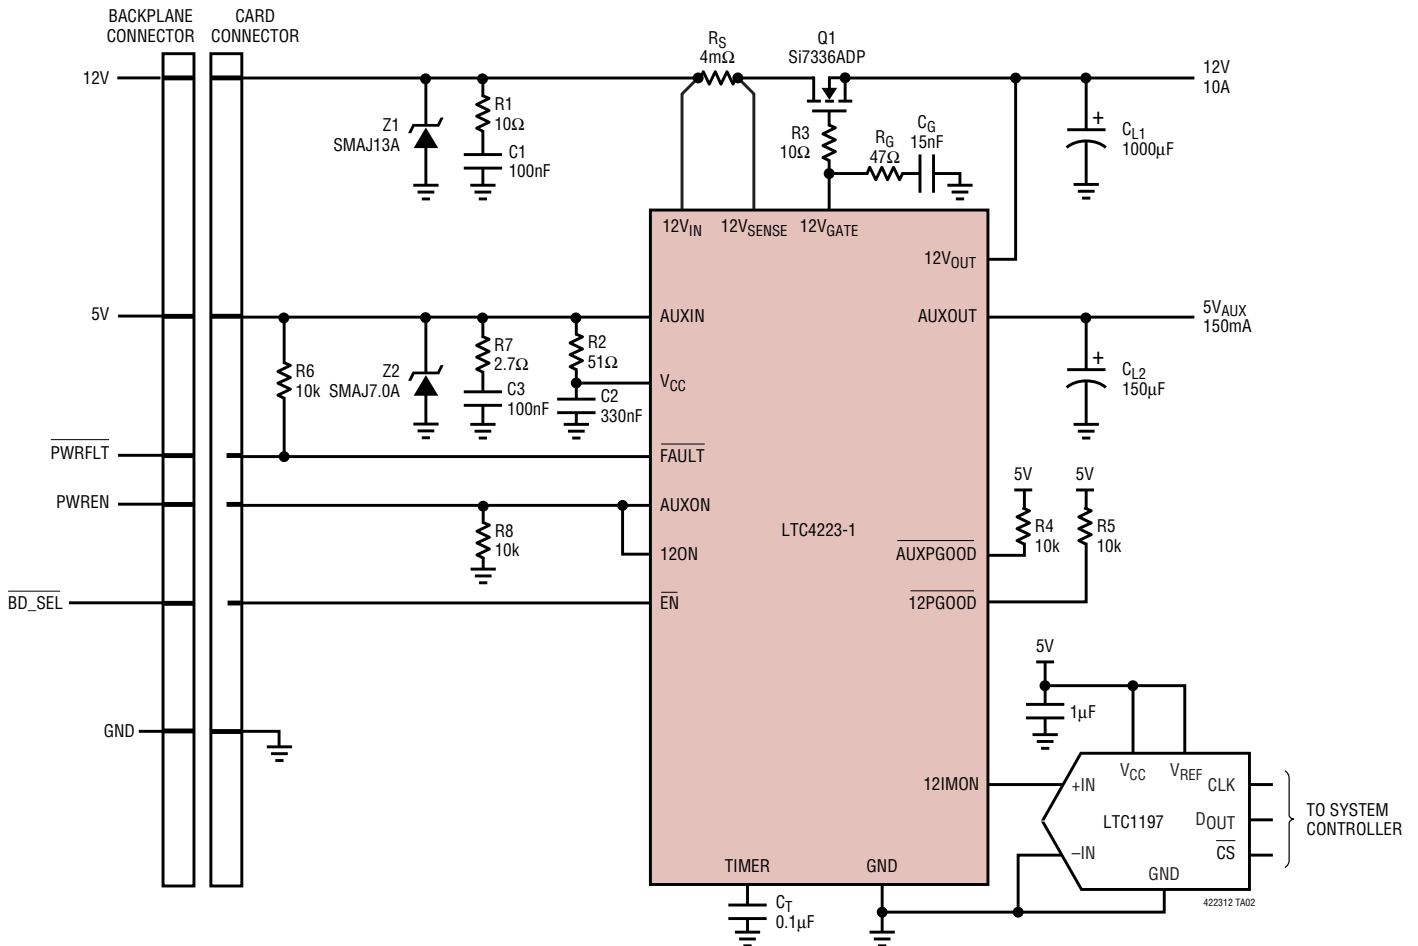 BACKPLANE
CONNECTOR
CARD
CONNECTOR
12V
RS
4mΩ
Q1
Si7336ADP
12V
10A
Z1
SMAJ13A
R1
10Ω
C1
100nF
R3
10Ω
RG
47Ω
CG
15nF
+
CL1
1000µF
12VIN
12VSENSE
12VGATE
12VOUT
5V
AUXIN
AUXOUT
5VAUX
150mA
R6
10k
Z2
SMAJ7.0A
R7
2.7Ω
C3
100nF
R2
51Ω
VCC
C2
330nF
+
CL2
150µF
PWRFLT
FAULT
PWREN
AUXON
R8
10k
12ON
LTC4223-1
5V
5V
R4
10k
R5
10k
AUXPGOOD
BD_SEL
EN
12PGOOD
5V
1µF
GND
12IMON
+IN
VCC
VREF
CLK
LTC1197
DOUT
–IN
CS
GND
TO SYSTEM
CONTROLLER
TIMER
GND
CT
0.1µF
422312 TA02